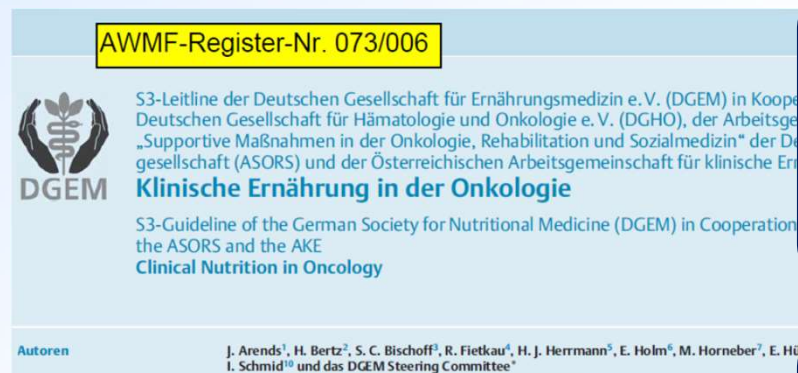 AWMF-Register-Nr. 073/006
S3-Leitline der Deutschen Gesellschaft für Ernährungsmedizin e. V. (DGEM) in
Deutschen Gesellschaft für Hämatologie und Onkologie e. V. (DGHO), der
„Supportive Maßnahmen in der Onkologie, Rehabilitation und Sozialmedizin“ der
gesellschaft (ASORS) und der Österreichischen Arbeitsgemeinschaft für klinische
DGEM
Klinische Ernährung in der Onkologie
S3-Guideline of the German Society for Nutritional Medicine (DGEM) in Cooperation
the ASORS and the AKE
Clinical Nutrition in Oncology
Autoren
J. Arends¹, H. Bertz², S. C. Bischoff³, R. Fietkau⁴, H. J. Herrmann⁵, E. Holm⁶, M. Horneber⁷, E.
I. Schmid¹⁰ und das DGEM Steering Committee*